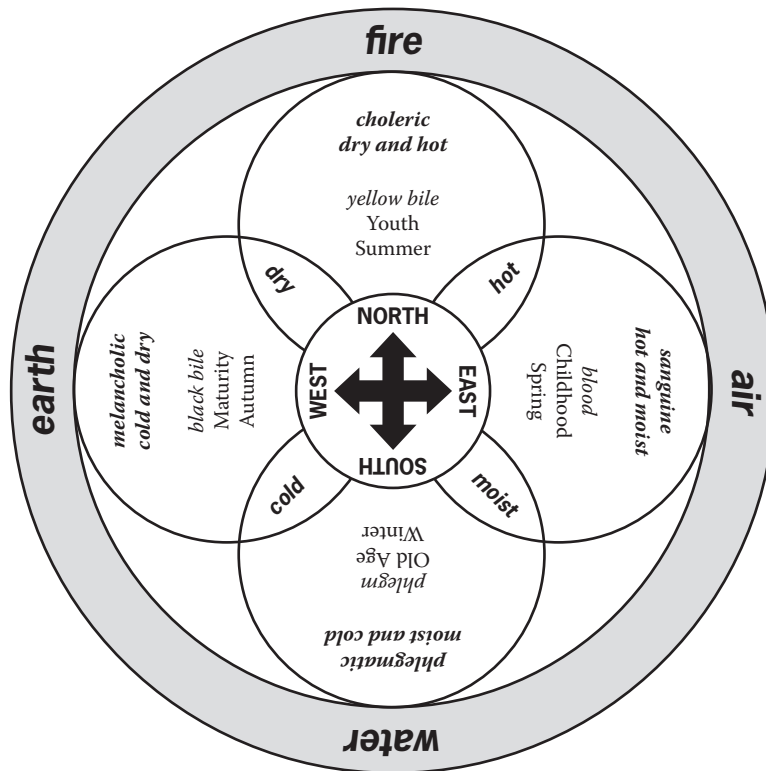 fire
choleric
dry and hot
yellow bile
Youth
Summer
dry
hot
earth
melancholic
cold and dry
black bile
Maturity
Autumn
NORTH
WEST
EAST
SOUTH
sanguine
hot and moist
blood
Childhood
Spring
air
cold
moist
phlegmatic
moist and cold
phlegm
Old Age
Winter
water